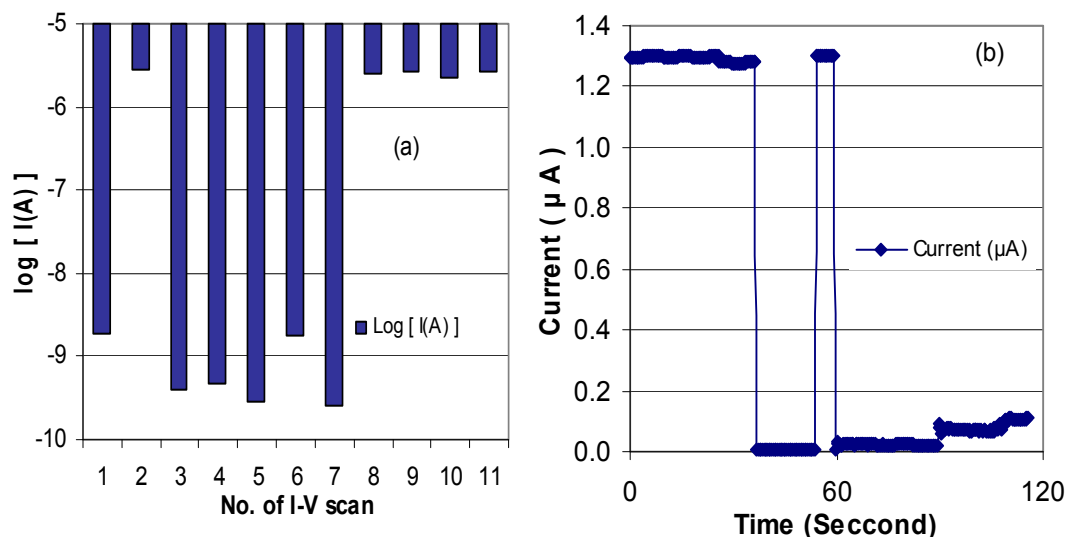 -5
-6
-7
-8
-9
-10
log [ I(A) ]
(a)
Log [ I(A) ]
1 2 3 4 5 6 7 8 9 10 11
No. of I-V scan
1.4
1.2
1.0
0.8
0.6
0.4
0.2
0.0
Current ( µ A )
(b)
Current (µA)
0 60 120
Time (Seccond)